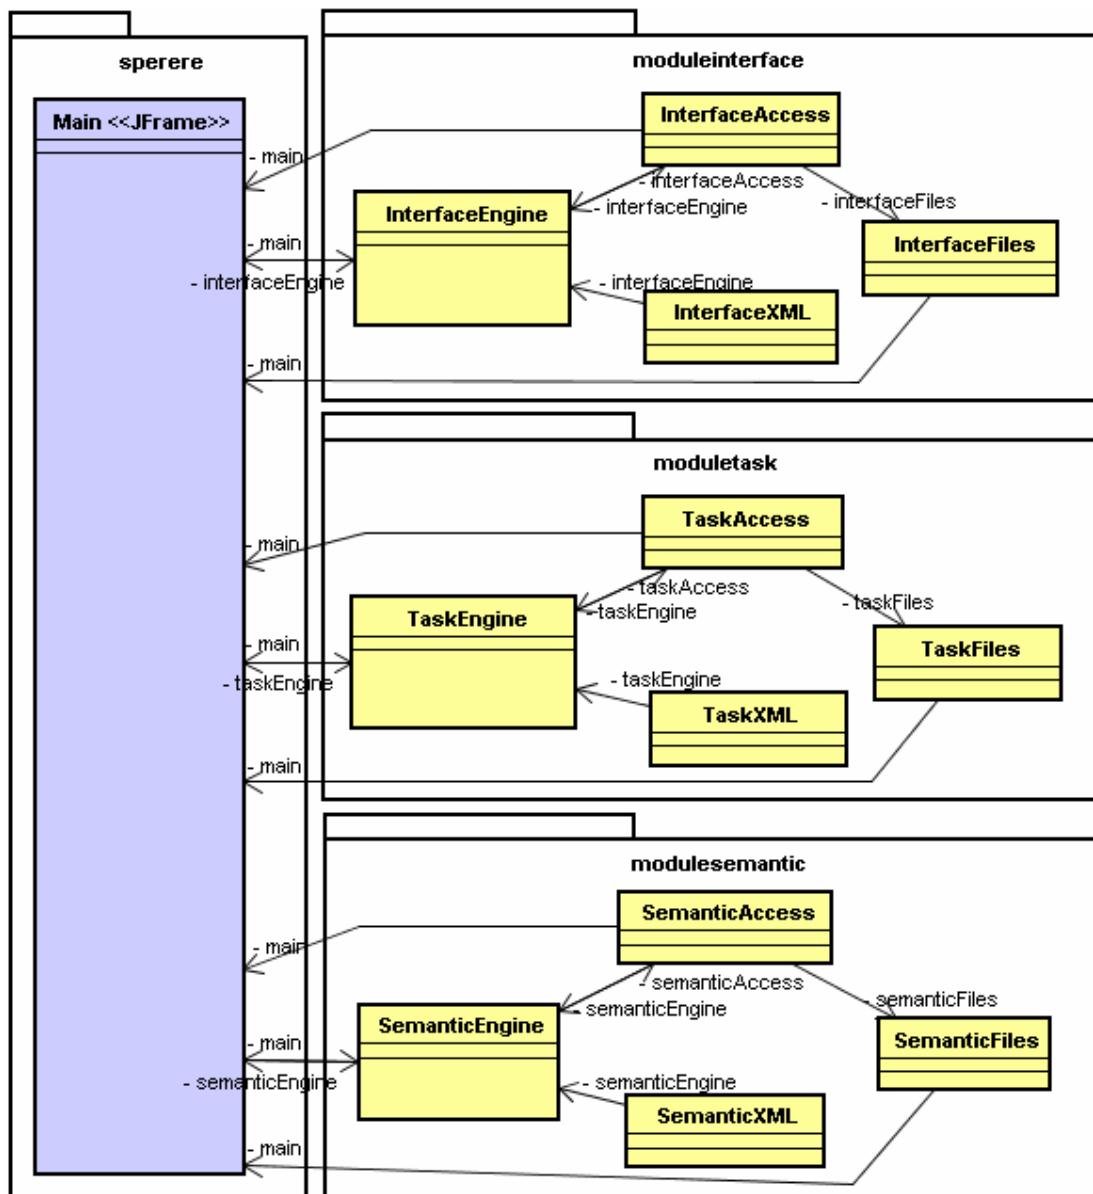 sperere
Main <<JFrame>>
moduleinterface
InterfaceAccess
- main
- interfaceAccess
- interfaceEngine
- interfaceFiles
InterfaceEngine
InterfaceFiles
- main
- interfaceEngine
- interfaceEngine
InterfaceXML
- main
moduletask
TaskAccess
- main
- taskAccess
- taskEngine
- taskFiles
TaskEngine
TaskFiles
- main
- taskEngine
- taskEngine
TaskXML
- main
modulesemantic
SemanticAccess
- main
- semanticAccess
- semanticEngine
- semanticFiles
SemanticEngine
SemanticFiles
- main
- semanticEngine
- semanticEngine
SemanticXML
- main